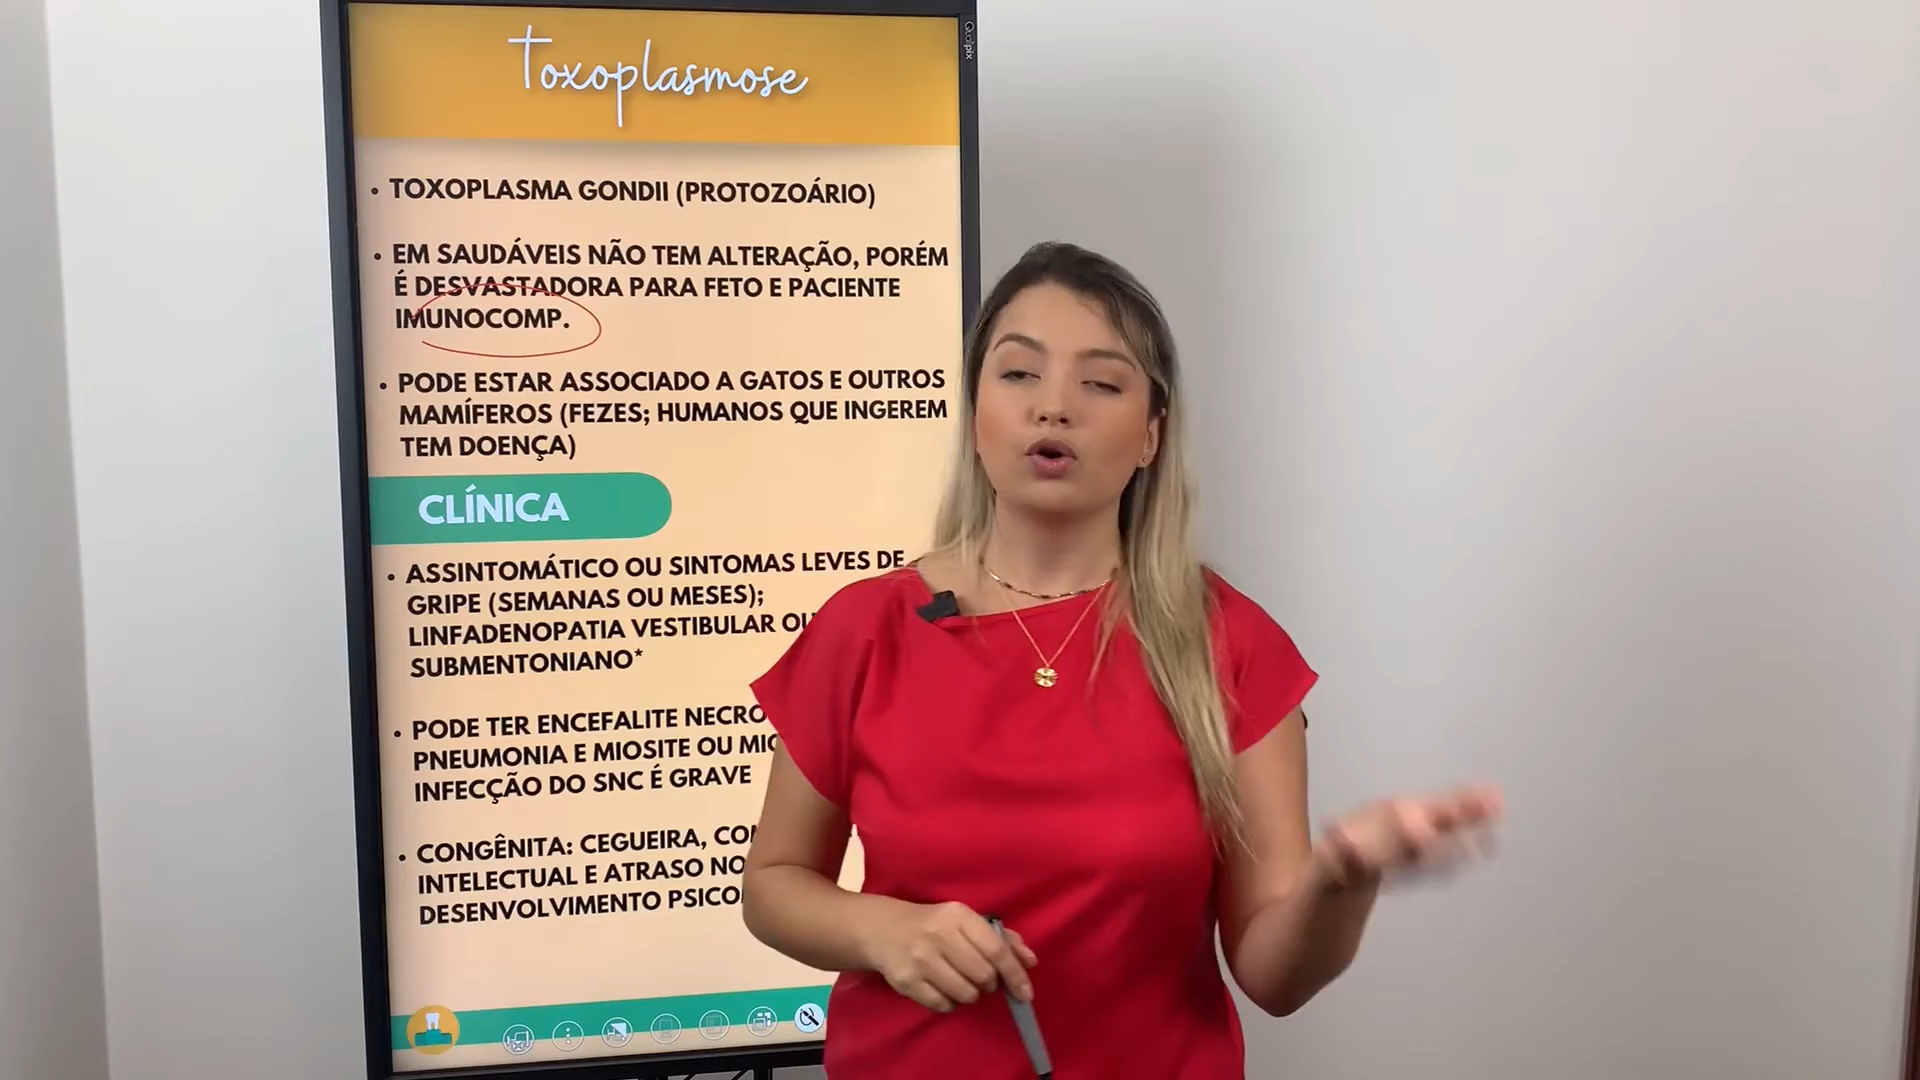 Qualpix
Toxoplasmose
• TOXOPLASMA GONDII (PROTOZOÁRIO)
• EM SAUDÁVEIS NÃO TEM ALTERAÇÃO, PORÉM
É DESVASTADORA PARA FETO E PACIENTE
IMUNOCOMP.
• PODE ESTAR ASSOCIADO A GATOS E OUTROS
MAMÍFEROS (FEZES; HUMANOS QUE INGEREM
TEM DOENÇA)
CLÍNICA
• ASSINTOMÁTICO OU SINTOMAS LEVES DE
GRIPE (SEMANAS OU MESES);
LINFADENOPATIA VESTIBULAR OU
SUBMENTONIANO*
• PODE TER ENCEFALITE
PNEUMONIA E MIOSITE OU
INFECÇÃO DO SNC É GRAVE
• CONGÊNITA: CEGUEIRA,
INTELECTUAL E ATRASO NO
DESENVOLVIMENTO